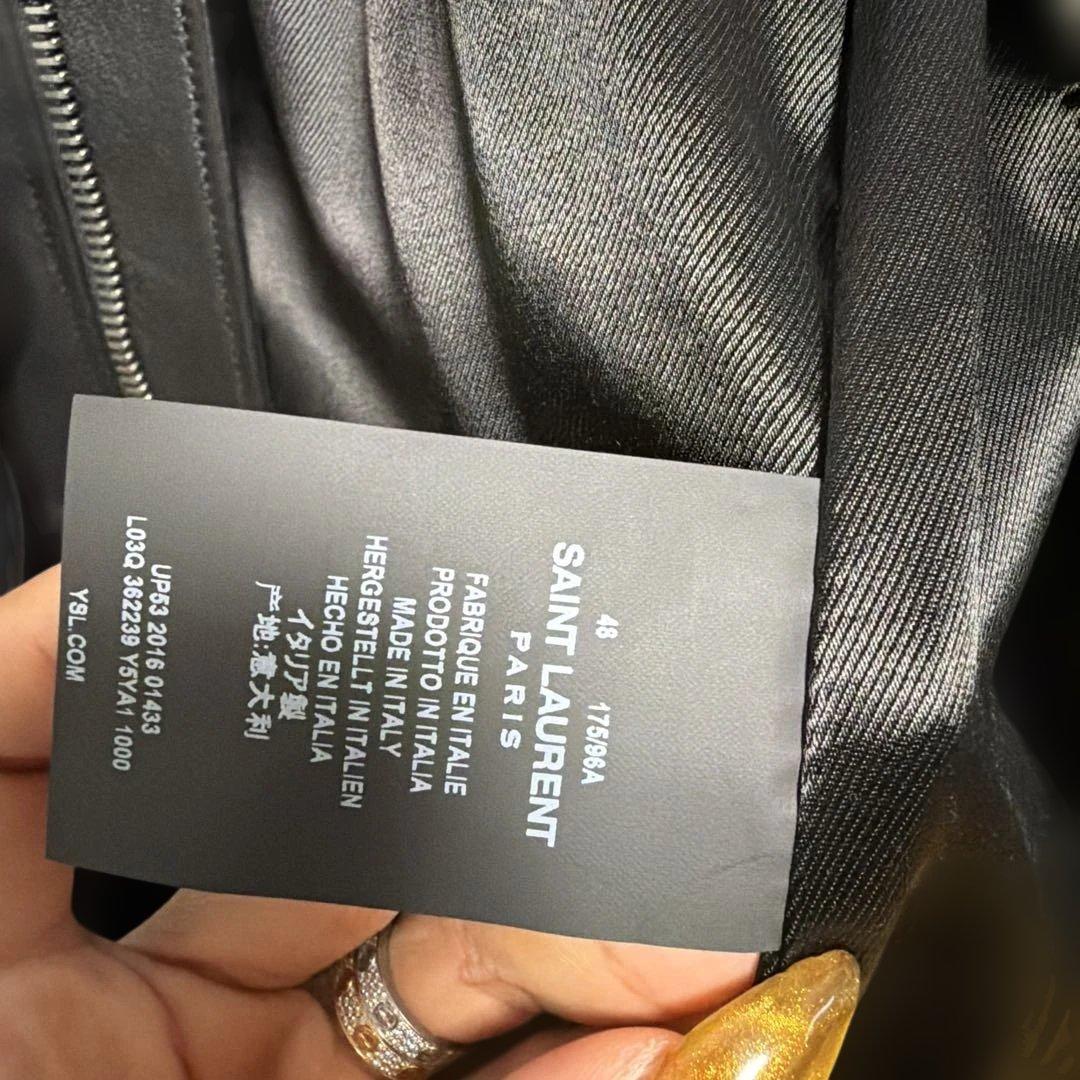 48 175/96A
SAINT LAURENT
PARIS
FABRIQUE EN ITALIE
PRODOTTO IN ITALIA
MADE IN ITALY
HERGESTELLT IN ITALIEN
HECHO EN ITALIA
イタリア製
产地:意大利
UP53 2016 01433
L03Q 362239 Y5YA1 1000
YSL.COM